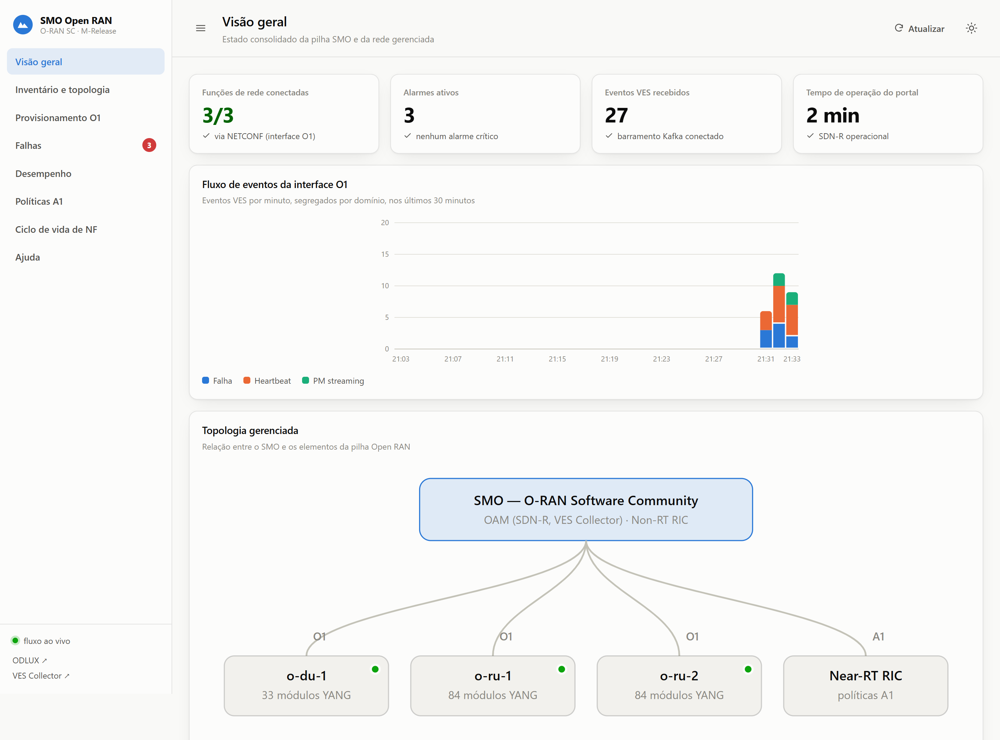 SMO Open RAN
O-RAN SC · M-Release
Visão geral
Inventário e topologia
Provisionamento O1
Falhas
3
Desempenho
Políticas A1
Ciclo de vida de NF
Ajuda
fluxo ao vivo
ODLUX ↗
VES Collector ↗
Visão geral
Estado consolidado da pilha SMO e da rede gerenciada
Atualizar
Funções de rede conectadas
3/3
via NETCONF (interface O1)
Alarmes ativos
3
nenhum alarme crítico
Eventos VES recebidos
27
barramento Kafka conectado
Tempo de operação do portal
2 min
SDN-R operacional
Fluxo de eventos da interface O1
Eventos VES por minuto, segregados por domínio, nos últimos 30 minutos
20
15
10
5
0
21:03 21:07 21:11 21:15 21:19 21:23 21:27 21:31 21:33
Falha Heartbeat PM streaming
Topologia gerenciada
Relação entre o SMO e os elementos da pilha Open RAN
SMO — O-RAN Software Community
OAM (SDN-R, VES Collector) · Non-RT RIC
O1 O1 O1 A1
o-du-1
33 módulos YANG
o-ru-1
84 módulos YANG
o-ru-2
84 módulos YANG
Near-RT RIC
políticas A1